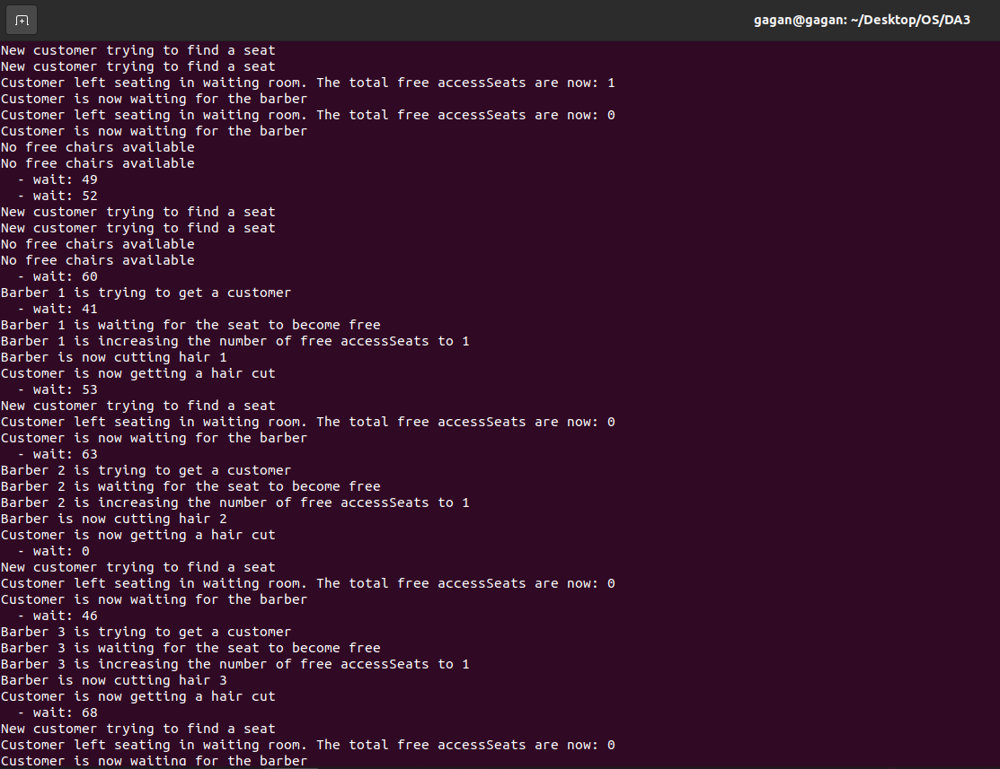 gagan@gagan: ~/Desktop/OS/DA3
New customer trying to find a seat
New customer trying to find a seat
Customer left seating in waiting room. The total free accessSeats are now: 1
Customer is now waiting for the barber
Customer left seating in waiting room. The total free accessSeats are now: 0
Customer is now waiting for the barber
No free chairs available
No free chairs available
  - wait: 49
  - wait: 52
New customer trying to find a seat
New customer trying to find a seat
No free chairs available
No free chairs available
  - wait: 60
Barber 1 is trying to get a customer
  - wait: 41
Barber 1 is waiting for the seat to become free
Barber 1 is increasing the number of free accessSeats to 1
Barber is now cutting hair 1
Customer is now getting a hair cut
  - wait: 53
New customer trying to find a seat
Customer left seating in waiting room. The total free accessSeats are now: 0
Customer is now waiting for the barber
  - wait: 63
Barber 2 is trying to get a customer
Barber 2 is waiting for the seat to become free
Barber 2 is increasing the number of free accessSeats to 1
Barber is now cutting hair 2
Customer is now getting a hair cut
  - wait: 0
New customer trying to find a seat
Customer left seating in waiting room. The total free accessSeats are now: 0
Customer is now waiting for the barber
  - wait: 46
Barber 3 is trying to get a customer
Barber 3 is waiting for the seat to become free
Barber 3 is increasing the number of free accessSeats to 1
Barber is now cutting hair 3
Customer is now getting a hair cut
  - wait: 68
New customer trying to find a seat
Customer left seating in waiting room. The total free accessSeats are now: 0
Customer is now waiting for the barber